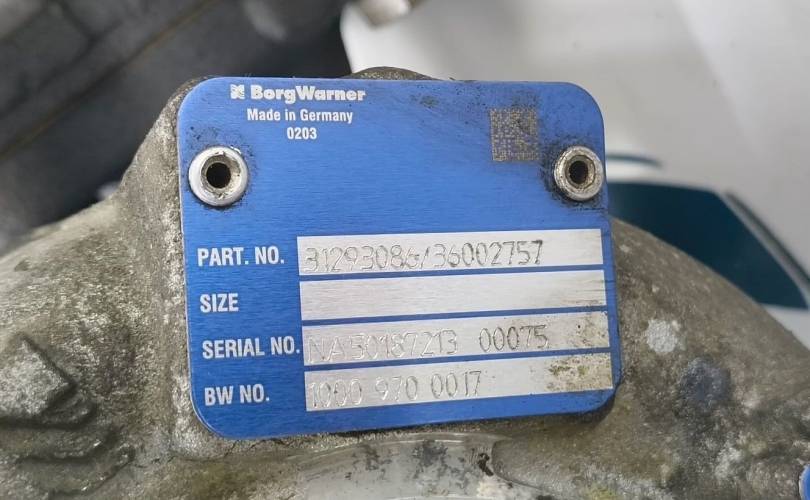 BorgWarner
Made in Germany
0203
PART. NO. 31293086/36002757
SIZE
SERIAL NO. NA50187213 00075
BW NO. 1000 970 0017